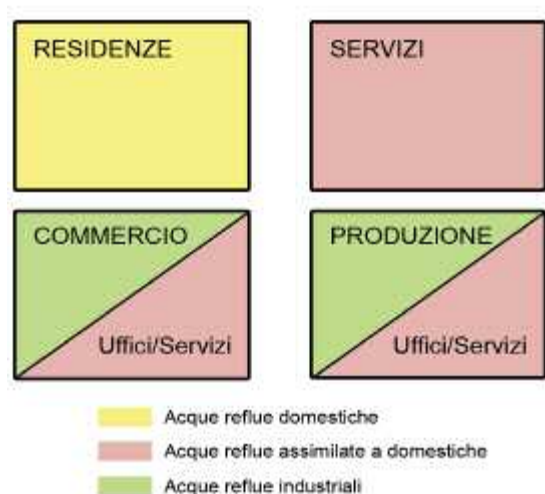 RESIDENZE
SERVIZI
COMMERCIO
Uffici/Servizi
PRODUZIONE
Uffici/Servizi
Acque reflue domestiche
Acque reflue assimilate a domestiche
Acque reflue industriali